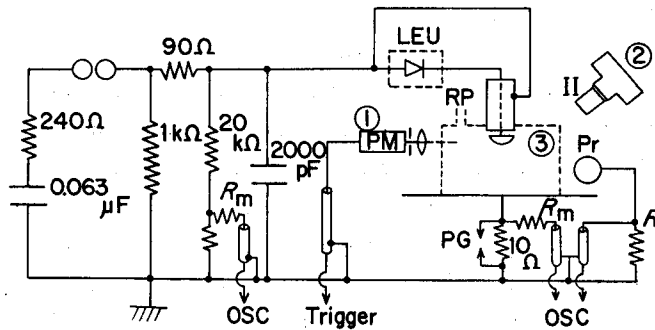 90Ω
LEU
②
II
RP
①
PM
③
Pr
240Ω
1kΩ
20
kΩ
2000
pF
0.063
μF
Rm
Rm
PG
10
Ω
R
OSC
Trigger
OSC